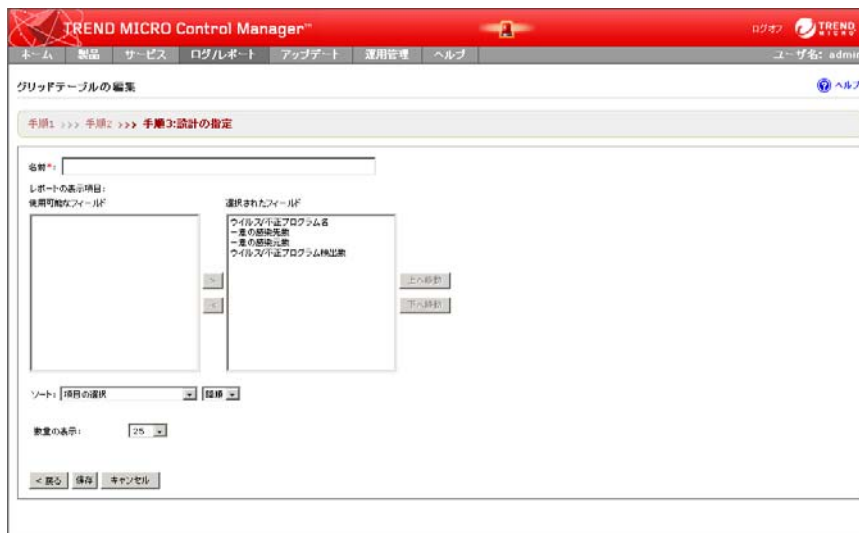 TREND MICRO Control Manager™
ログオフ
TREND MICRO
ホーム 製品 サービス ログ/レポート アップデート 運用管理 ヘルプ
ユーザ名: admin
グリッドテーブルの編集
ヘルプ
手順1 >>> 手順2 >>> 手順3:設計の指定
名前*:
レポートの表示項目:
使用可能なフィールド
選択されたフィールド
ウイルス/不正プログラム名
一意の感染先数
一意の感染元数
ウイルス/不正プログラム検出数
>
上へ移動
<
下へ移動
ソート: 項目の選択 降順
数量の表示: 25
< 戻る 保存 キャンセル